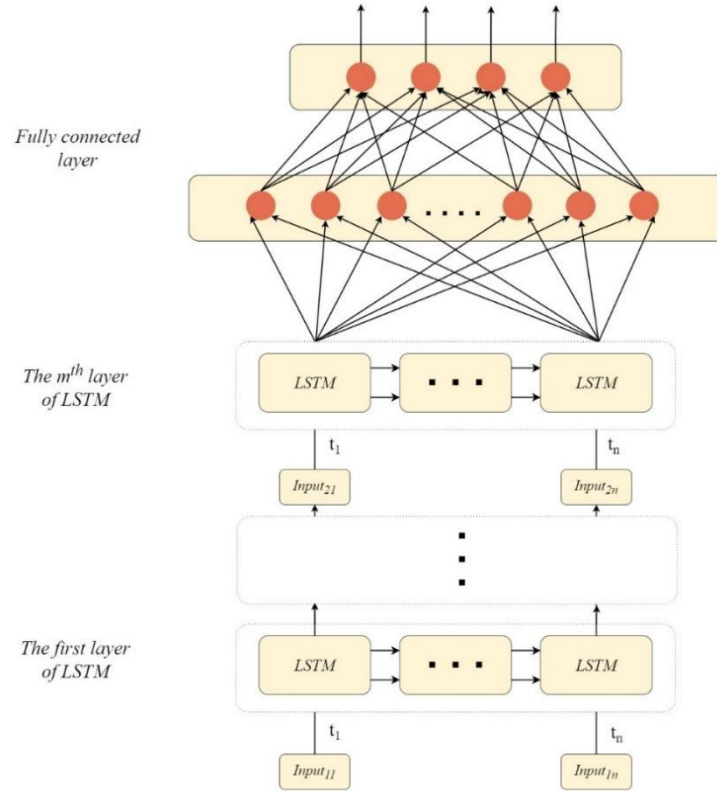 Fully connected
layer
The mth layer
of LSTM
LSTM
LSTM
t1
tn
Input21
Input2n
The first layer
of LSTM
LSTM
LSTM
t1
tn
Input11
Input1n